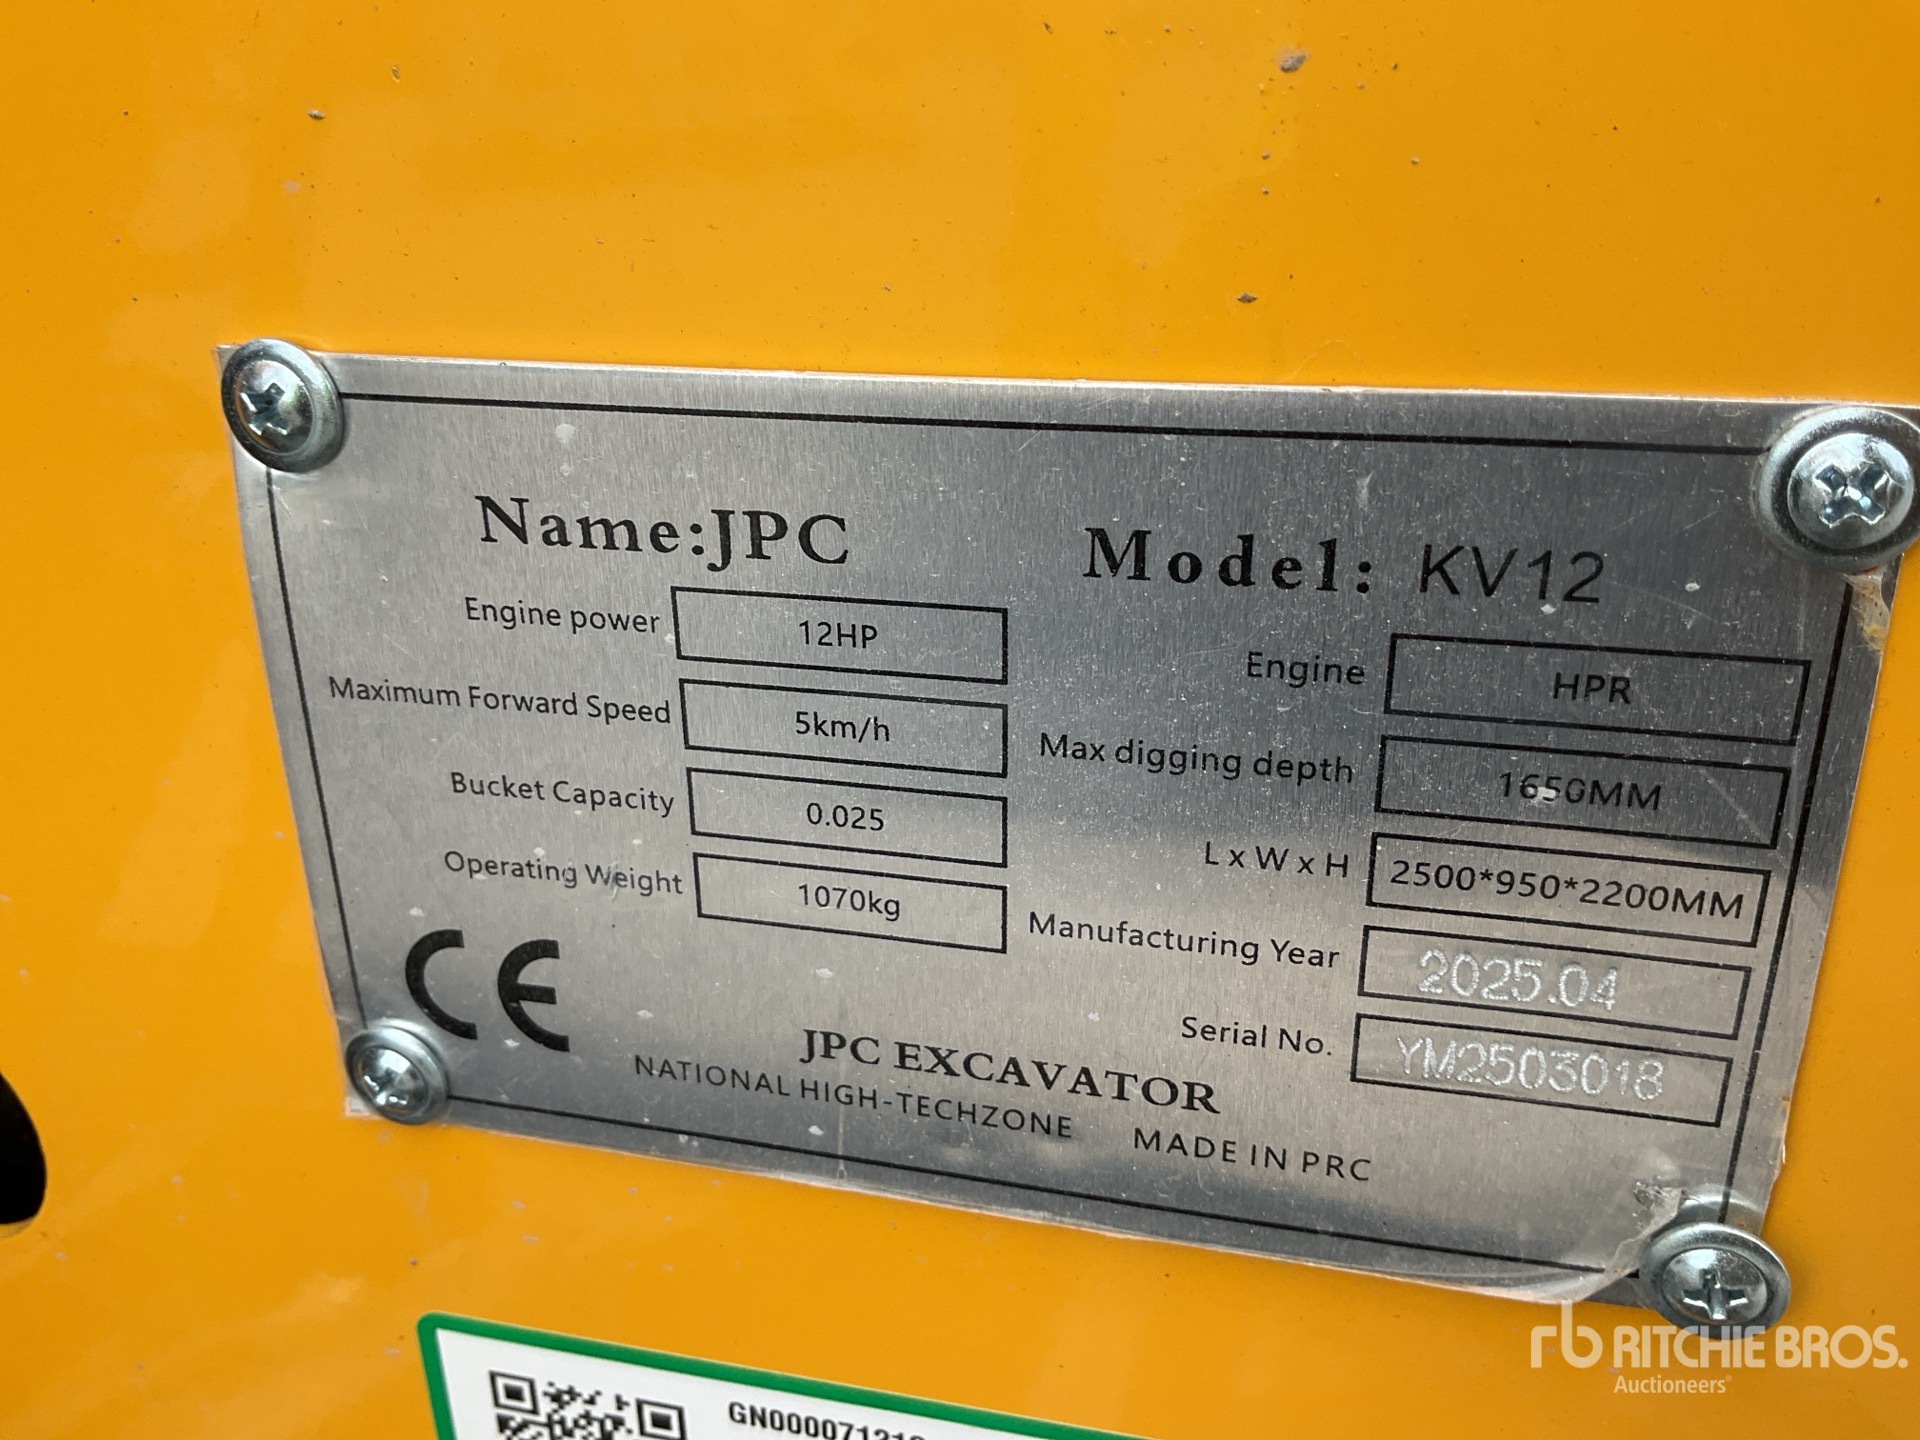 Name:JPC
Model: KV12
Engine power 12HP
Engine HPR
Maximum Forward Speed 5km/h
Max digging depth 1650MM
Bucket Capacity 0.025
L x W x H 2500*950*2200MM
Operating Weight 1070kg
Manufacturing Year 2025.04
Serial No. YM2503018
CE
JPC EXCAVATOR
NATIONAL HIGH-TECHZONE MADE IN PRC
rb RITCHIE BROS.
Auctioneers